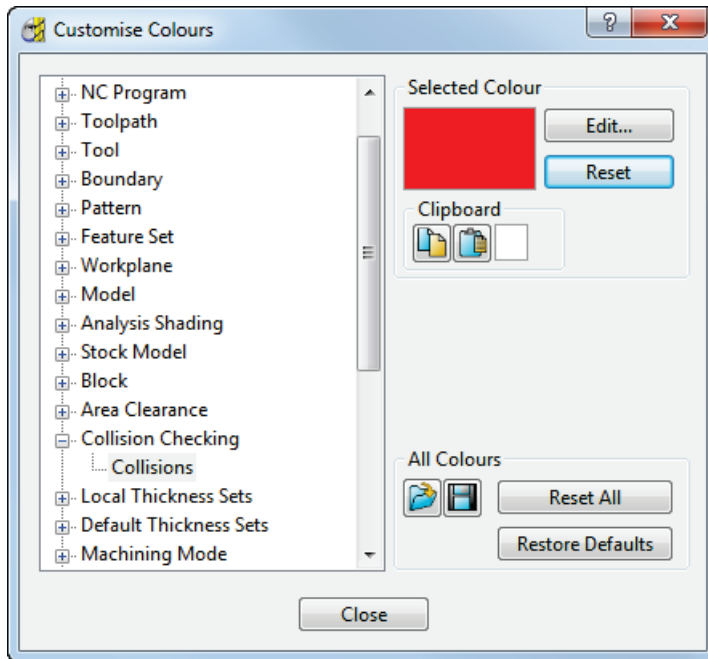 Customise Colours
?
NC Program
Toolpath
Tool
Boundary
Pattern
Feature Set
Workplane
Model
Analysis Shading
Stock Model
Block
Area Clearance
Collision Checking
Collisions
Local Thickness Sets
Default Thickness Sets
Machining Mode
Selected Colour
Edit...
Reset
Clipboard
All Colours
Reset All
Restore Defaults
Close